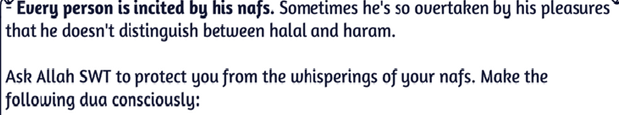 Every person is incited by his nafs. Sometimes he's so overtaken by his pleasures
that he doesn't distinguish between halal and haram.
Ask Allah SWT to protect you from the whisperings of your nafs. Make the
following dua consciously: